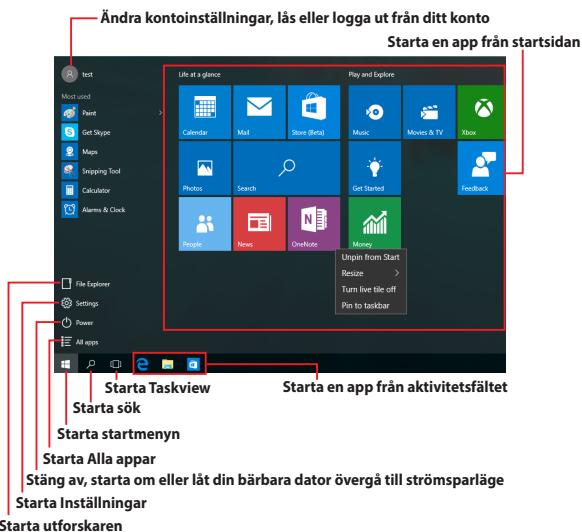 Ändra kontoinställningar, lås eller logga ut från ditt konto
Starta en app från startsidan
test
Most used
Paint
Get Skype
Maps
Snipping Tool
Calculator
Alarms & Clock
File Explorer
Settings
Power
All apps
Life at a glance
Play and Explore
Calendar
Mail
Store (Beta)
Music
Movies & TV
Xbox
Photos
Search
Get Started
Feedback
People
News
OneNote
Money
Unpin from Start
Resize
Turn live tile off
Pin to taskbar
Starta Taskview
Starta en app från aktivitetsfältet
Starta sök
Starta startmenyn
Starta Alla appar
Stäng av, starta om eller låt din bärbara dator övergå till strömsparläge
Starta Inställningar
Starta utforskaren